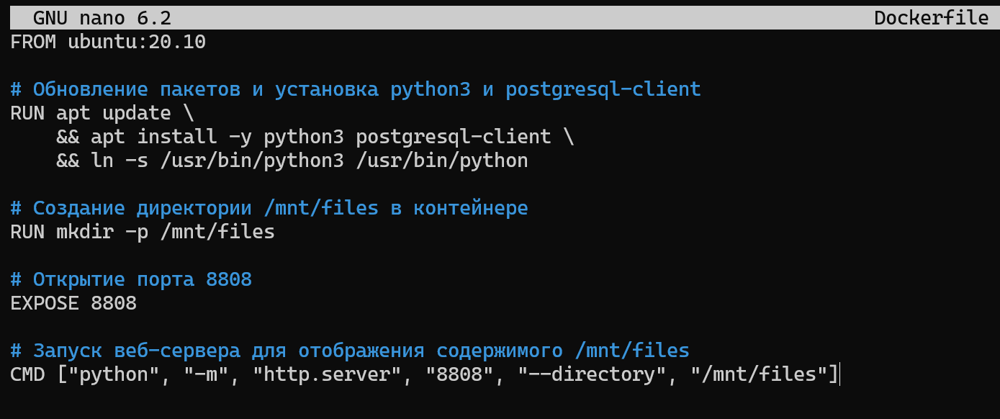 GNU nano 6.2 Dockerfile
FROM ubuntu:20.10
# Обновление пакетов и установка python3 и postgresql-client
RUN apt update \
&& apt install -y python3 postgresql-client \
&& ln -s /usr/bin/python3 /usr/bin/python
# Создание директории /mnt/files в контейнере
RUN mkdir -p /mnt/files
# Открытие порта 8808
EXPOSE 8808
# Запуск веб-сервера для отображения содержимого /mnt/files
CMD ["python", "-m", "http.server", "8808", "--directory", "/mnt/files"]